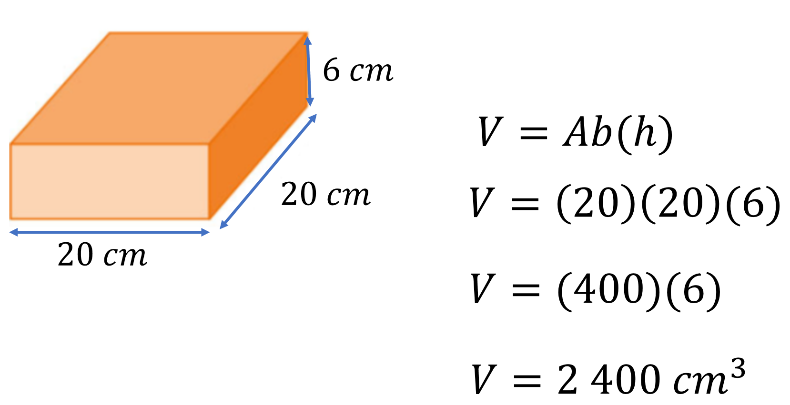 6 cm
20 cm
20 cm
V = Ab(h)
V = (20)(20)(6)
V = (400)(6)
V = 2 400 cm³